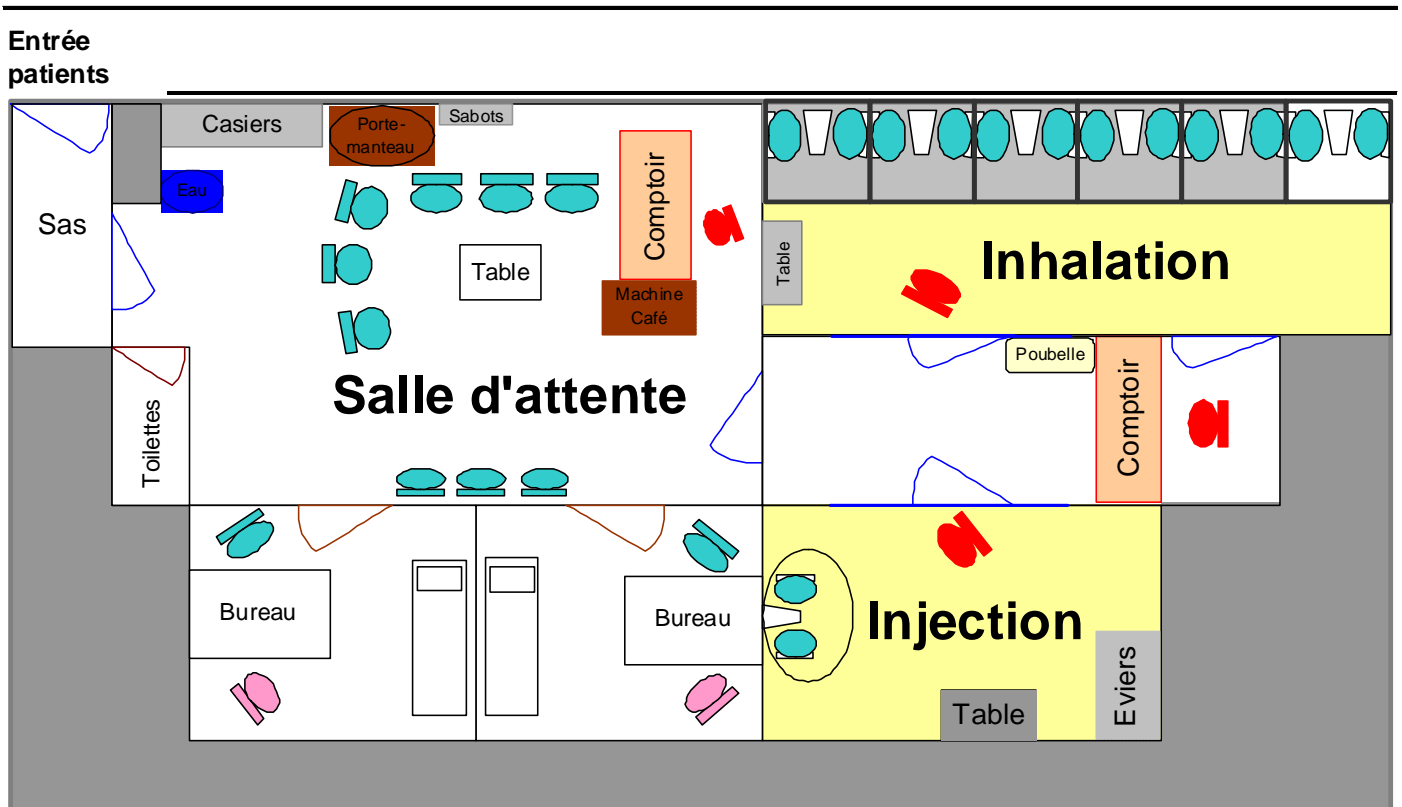 Entrée
patients
Casiers
Porte-
manteau
Sabots
Eau
Sas
Comptoir
Table
Machine
Café
Table
Inhalation
Salle d'attente
Toilettes
Poubelle
Comptoir
Bureau
Bureau
Injection
Table
Eviers